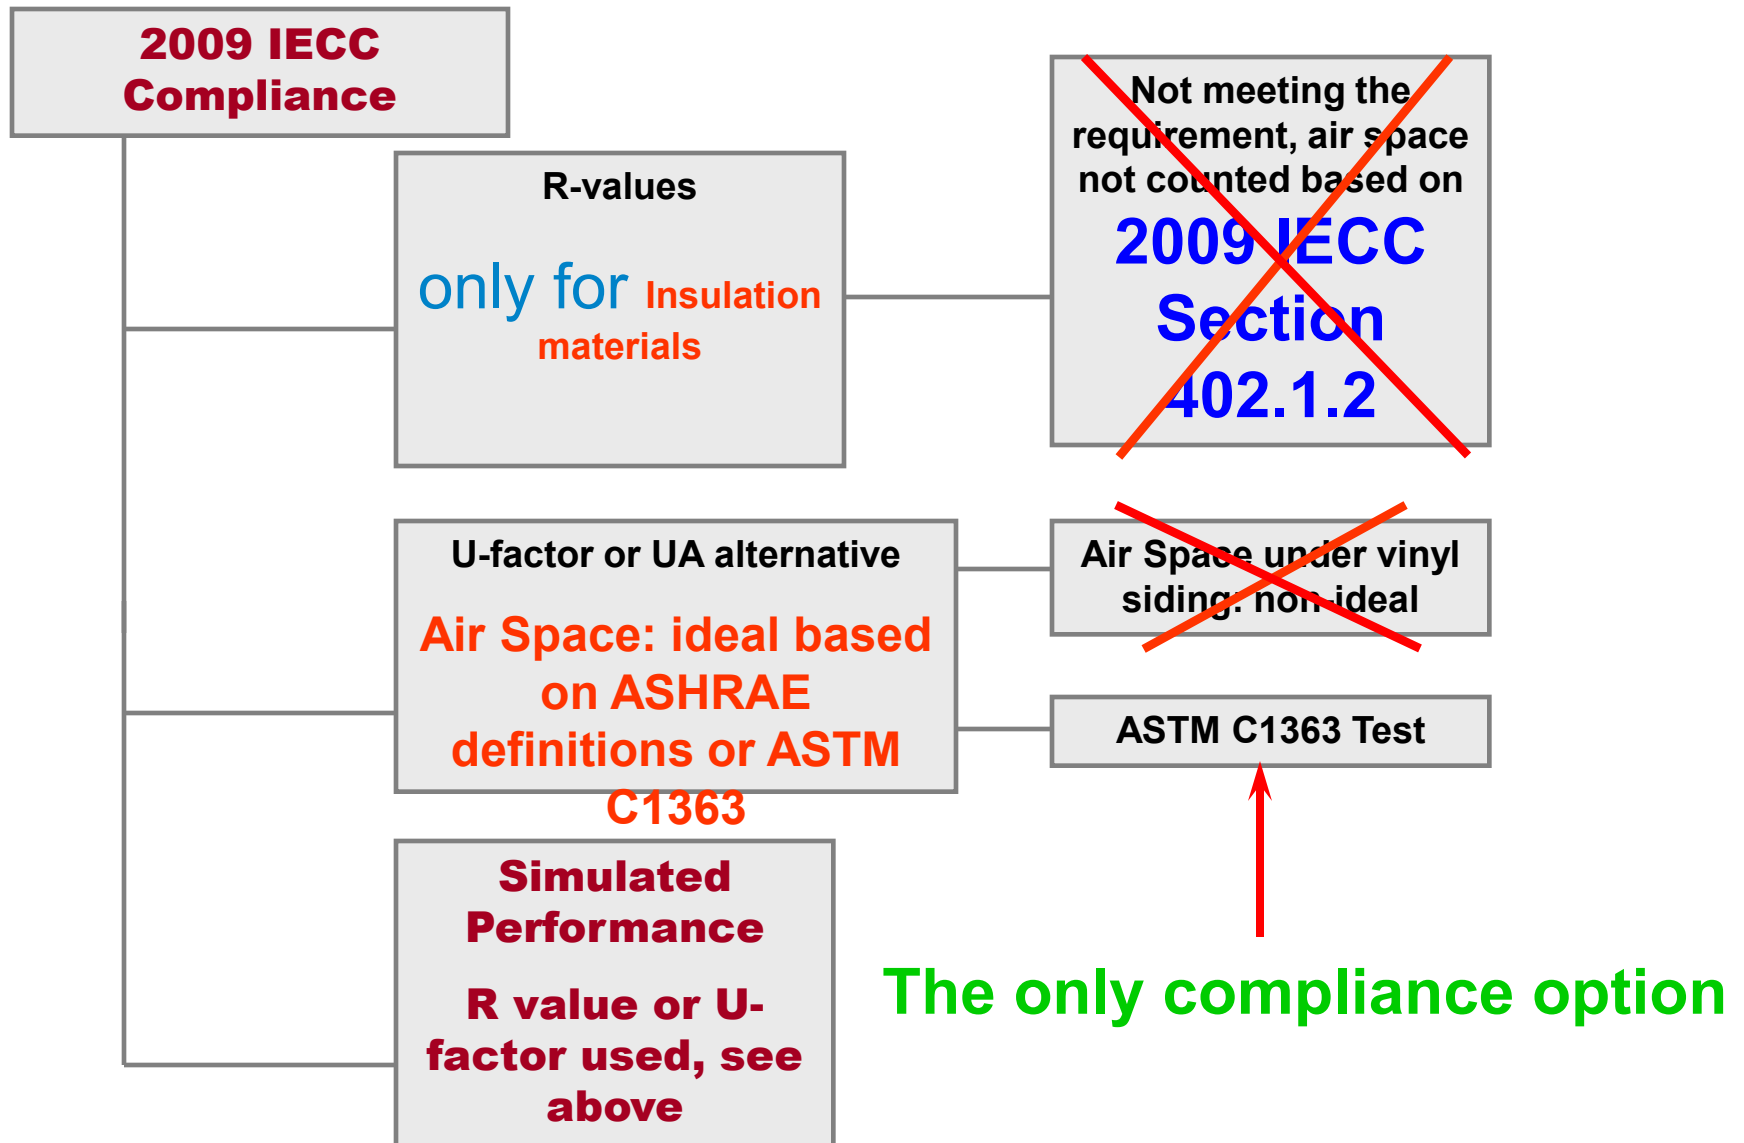 2009 IECC
Compliance
R-values
only for Insulation
materials
Not meeting the
requirement, air space
not counted based on
2009 IECC
Section
402.1.2
U-factor or UA alternative
Air Space: ideal based
on ASHRAE
definitions or ASTM
C1363
Air Space under vinyl
siding: non-ideal
ASTM C1363 Test
Simulated
Performance
R value or U-
factor used, see
above
The only compliance option